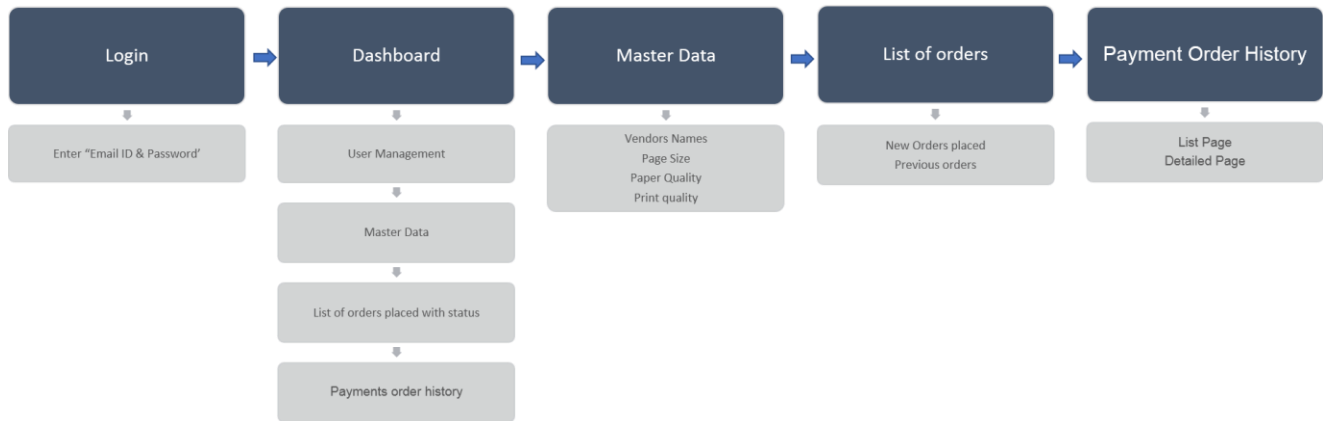 Login
Dashboard
Master Data
List of orders
Payment Order History
Enter “Email ID & Password’
User Management
Master Data
List of orders placed with status
Payments order history
Vendors Names
Page Size
Paper Quality
Print quality
New Orders placed
Previous orders
List Page
Detailed Page